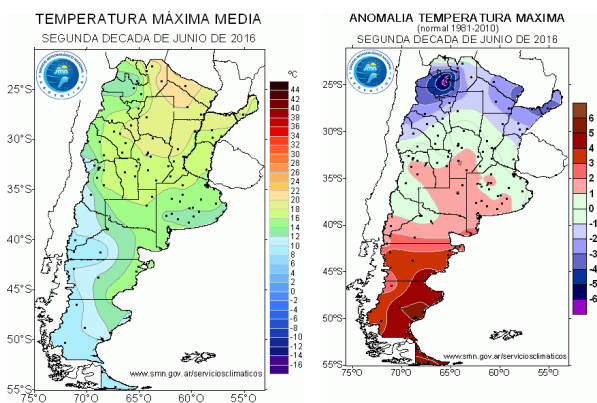 TEMPERATURA MÁXIMA MEDIA
SEGUNDA DECADA DE JUNIO DE 2016
25°S
30°S
35°S
40°S
45°S
50°S
55°S
75°O 70°O 65°O 60°O 55°O
smn
www.smn.gov.ar/serviciosclimaticos
ºC
44
42
40
38
36
34
32
30
28
26
24
22
20
18
16
14
12
10
8
6
4
2
0
-2
-4
-6
-8
-10
-12
-14
-16
ANOMALIA TEMPERATURA MAXIMA
(normal 1981-2010)
SEGUNDA DECADA DE JUNIO DE 2016
25°S
30°S
35°S
40°S
45°S
50°S
55°S
75°O 70°O 65°O 60°O 55°O
smn
www.smn.gov.ar/serviciosclimaticos
6
5
4
3
2
1
0
-1
-2
-3
-4
-5
-6